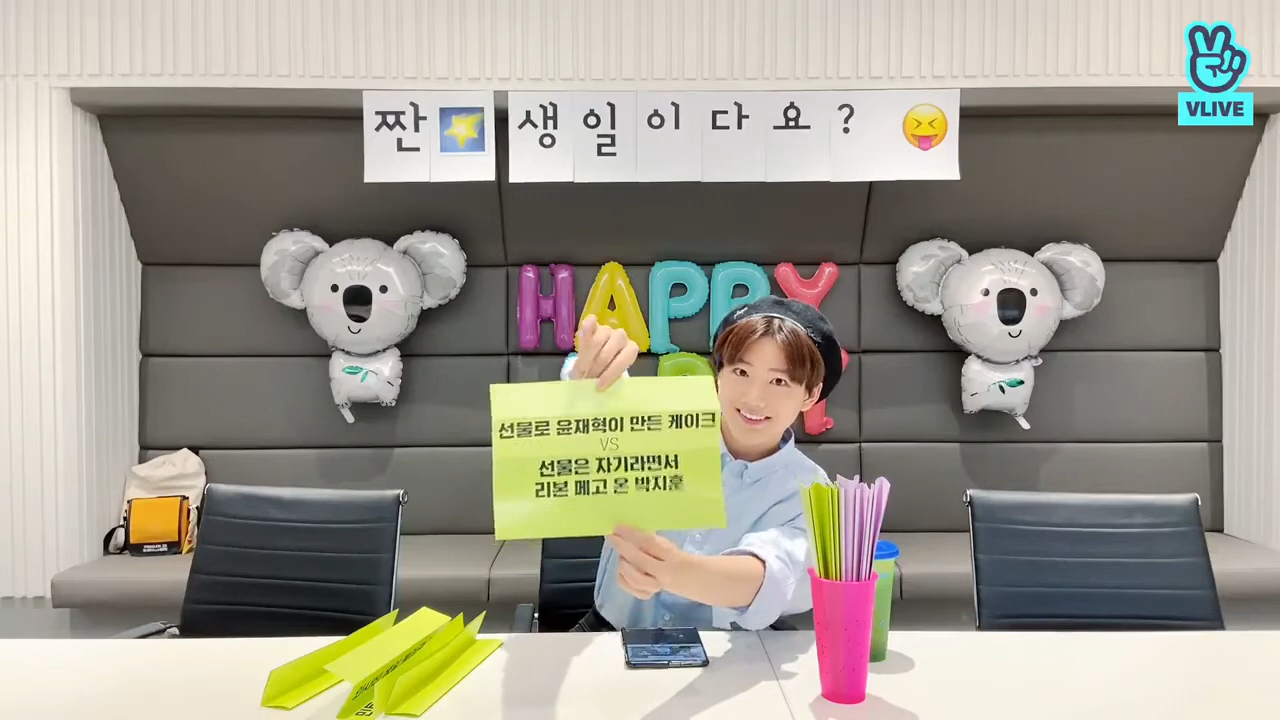 VLIVE
짠 생일이다요?
HAPPY
선물로 윤재혁이 만든 케이크
VS
선물은 자기라면서
리본 메고 온 박지훈